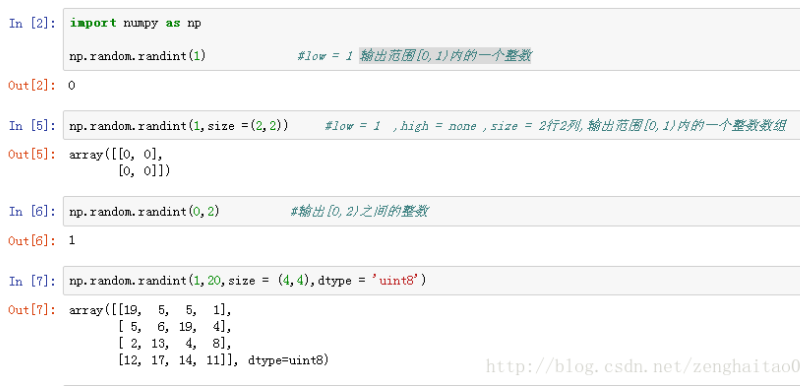 In [2]: import numpy as np
np.random.randint(1) #low = 1 输出范围[0,1)内的一个整数
Out[2]: 0
In [5]: np.random.randint(1,size =(2,2)) #low = 1 ,high = none ,size = 2行2列,输出范围[0,1)内的一个整数数组
Out[5]: array([[0, 0],
[0, 0]])
In [6]: np.random.randint(0,2) #输出[0,2)之间的整数
Out[6]: 1
In [7]: np.random.randint(1,20,size = (4,4),dtype = 'uint8')
Out[7]: array([[19, 5, 5, 1],
[ 5, 6, 19, 4],
[ 2, 13, 4, 8],
[12, 17, 14, 11]], dtype=uint8)
http://blog.csdn.net/zenghaitao0